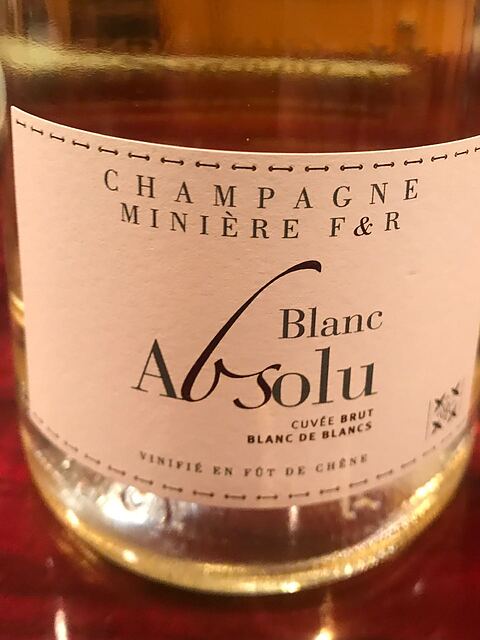 CHAMPAGNE
MINIÈRE F&R
Blanc
Absolu
CUVÉE BRUT
BLANC DE BLANCS
VINIFIÉ EN FÛT DE CHÊNE